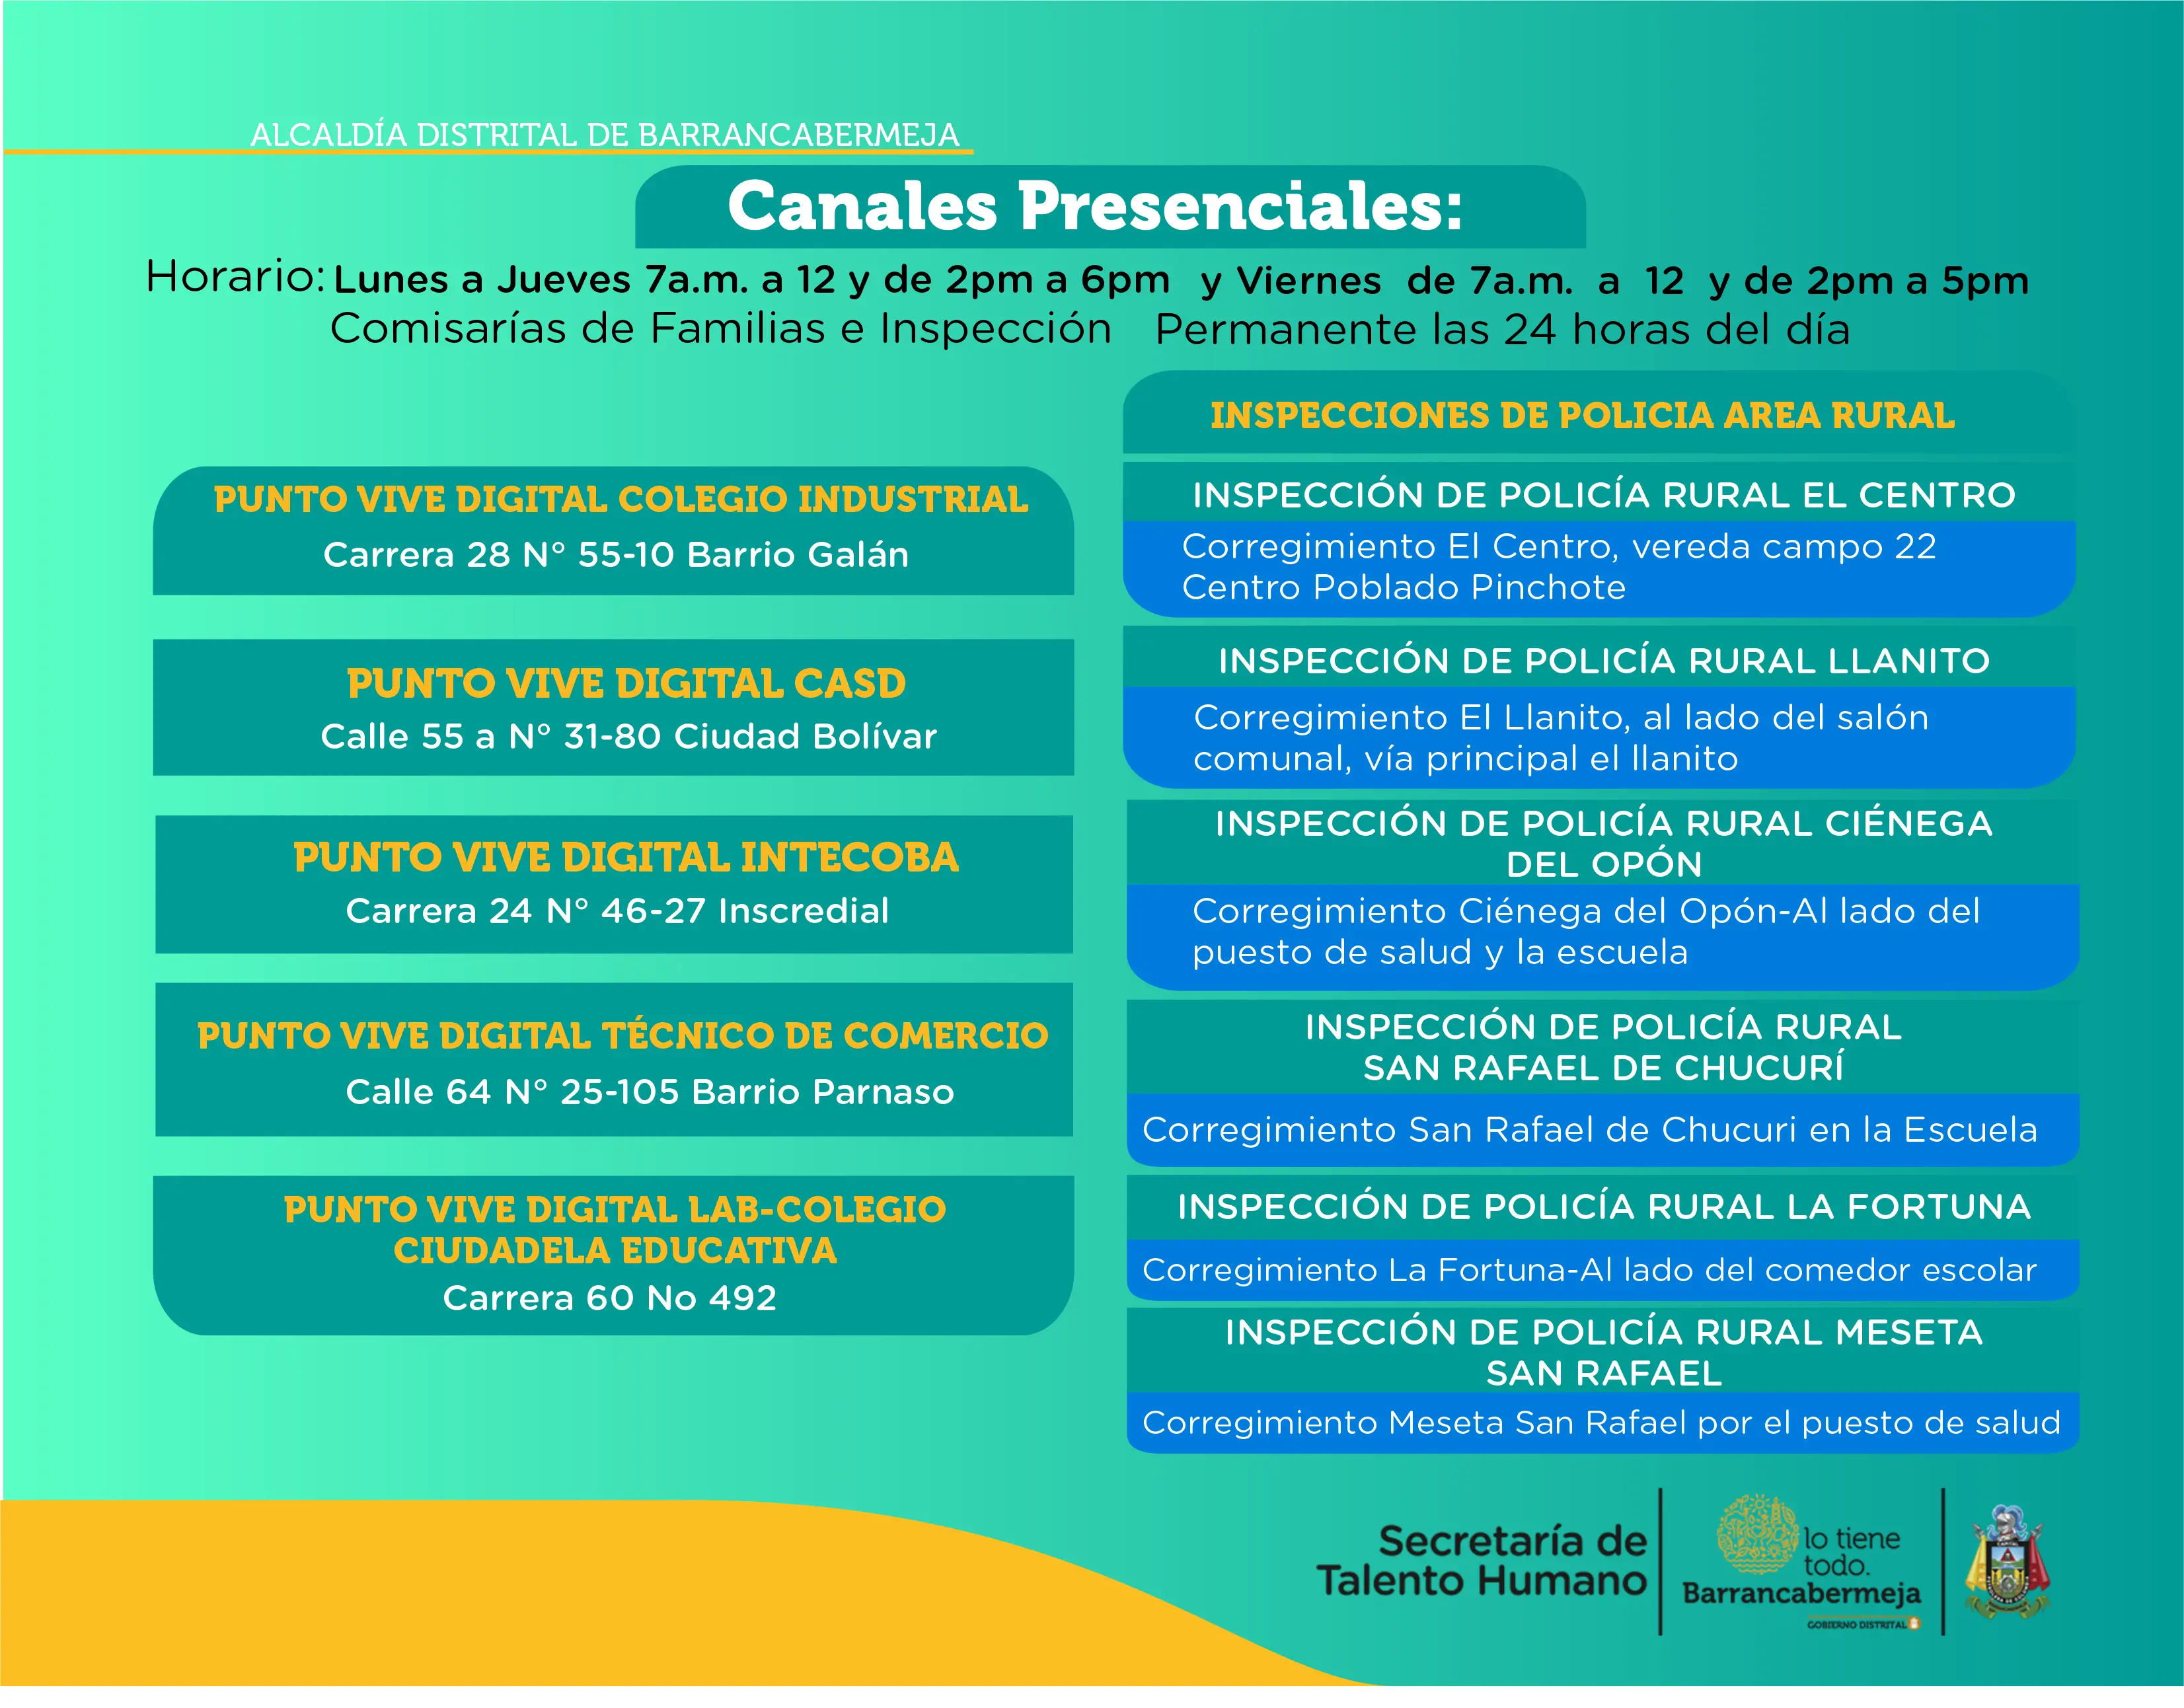 ALCALDÍA DISTRITAL DE BARRANCABERMEJA
Canales Presenciales:
Horario: Lunes a Jueves 7a.m. a 12 y de 2pm a 6pm y Viernes de 7a.m. a 12 y de 2pm a 5pm
Comisarías de Familias e Inspección Permanente las 24 horas del día
PUNTO VIVE DIGITAL COLEGIO INDUSTRIAL
Carrera 28 N° 55-10 Barrio Galán
PUNTO VIVE DIGITAL CASD
Calle 55 a N° 31-80 Ciudad Bolívar
PUNTO VIVE DIGITAL INTECOBA
Carrera 24 N° 46-27 Inscredial
PUNTO VIVE DIGITAL TÉCNICO DE COMERCIO
Calle 64 N° 25-105 Barrio Parnaso
PUNTO VIVE DIGITAL LAB-COLEGIO
CIUDADELA EDUCATIVA
Carrera 60 No 492
INSPECCIONES DE POLICIA AREA RURAL
INSPECCIÓN DE POLICÍA RURAL EL CENTRO
Corregimiento El Centro, vereda campo 22
Centro Poblado Pinchote
INSPECCIÓN DE POLICÍA RURAL LLANITO
Corregimiento El Llanito, al lado del salón
comunal, vía principal el llanito
INSPECCIÓN DE POLICÍA RURAL CIÉNEGA
DEL OPÓN
Corregimiento Ciénega del Opón-Al lado del
puesto de salud y la escuela
INSPECCIÓN DE POLICÍA RURAL
SAN RAFAEL DE CHUCURÍ
Corregimiento San Rafael de Chucuri en la Escuela
INSPECCIÓN DE POLICÍA RURAL LA FORTUNA
Corregimiento La Fortuna-Al lado del comedor escolar
INSPECCIÓN DE POLICÍA RURAL MESETA
SAN RAFAEL
Corregimiento Meseta San Rafael por el puesto de salud
Secretaría de
Talento Humano
lo tiene
todo.
Barrancabermeja
GOBIERNO DISTRITAL
CAPITAL